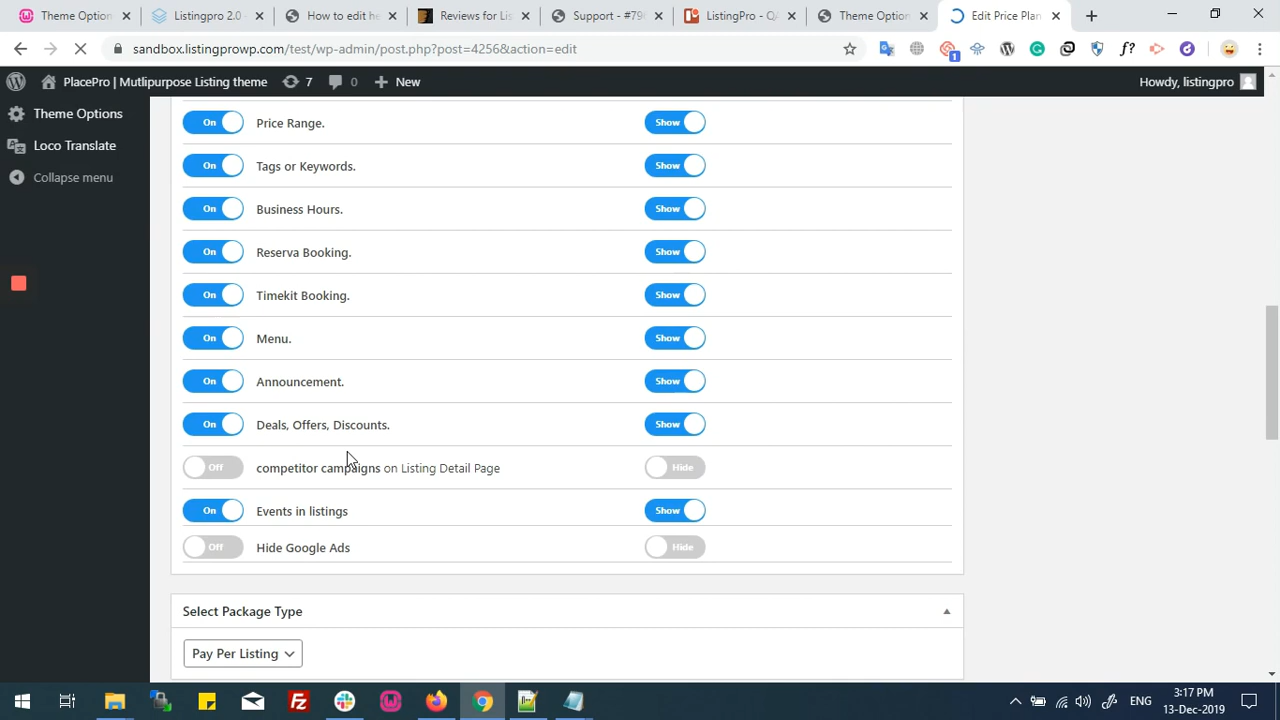 Theme Option
Listingpro 2.0 -
How to edit he
Reviews for Lis
Support - #79
ListingPro - QA
Theme Option
Edit Price Plan
sandbox.listingprowp.com/test/wp-admin/post.php?post=4256&action=edit
1
PlacePro | Mutlipurpose Listing theme
7
0
New
Howdy, listingpro
Theme Options
Loco Translate
Collapse menu
On Price Range. Show
On Tags or Keywords. Show
On Business Hours. Show
On Reserva Booking. Show
On Timekit Booking. Show
On Menu. Show
On Announcement. Show
On Deals, Offers, Discounts. Show
Off competitor campaigns on Listing Detail Page Hide
On Events in listings Show
Off Hide Google Ads Hide
Select Package Type
Pay Per Listing
ENG
3:17 PM
13-Dec-2019